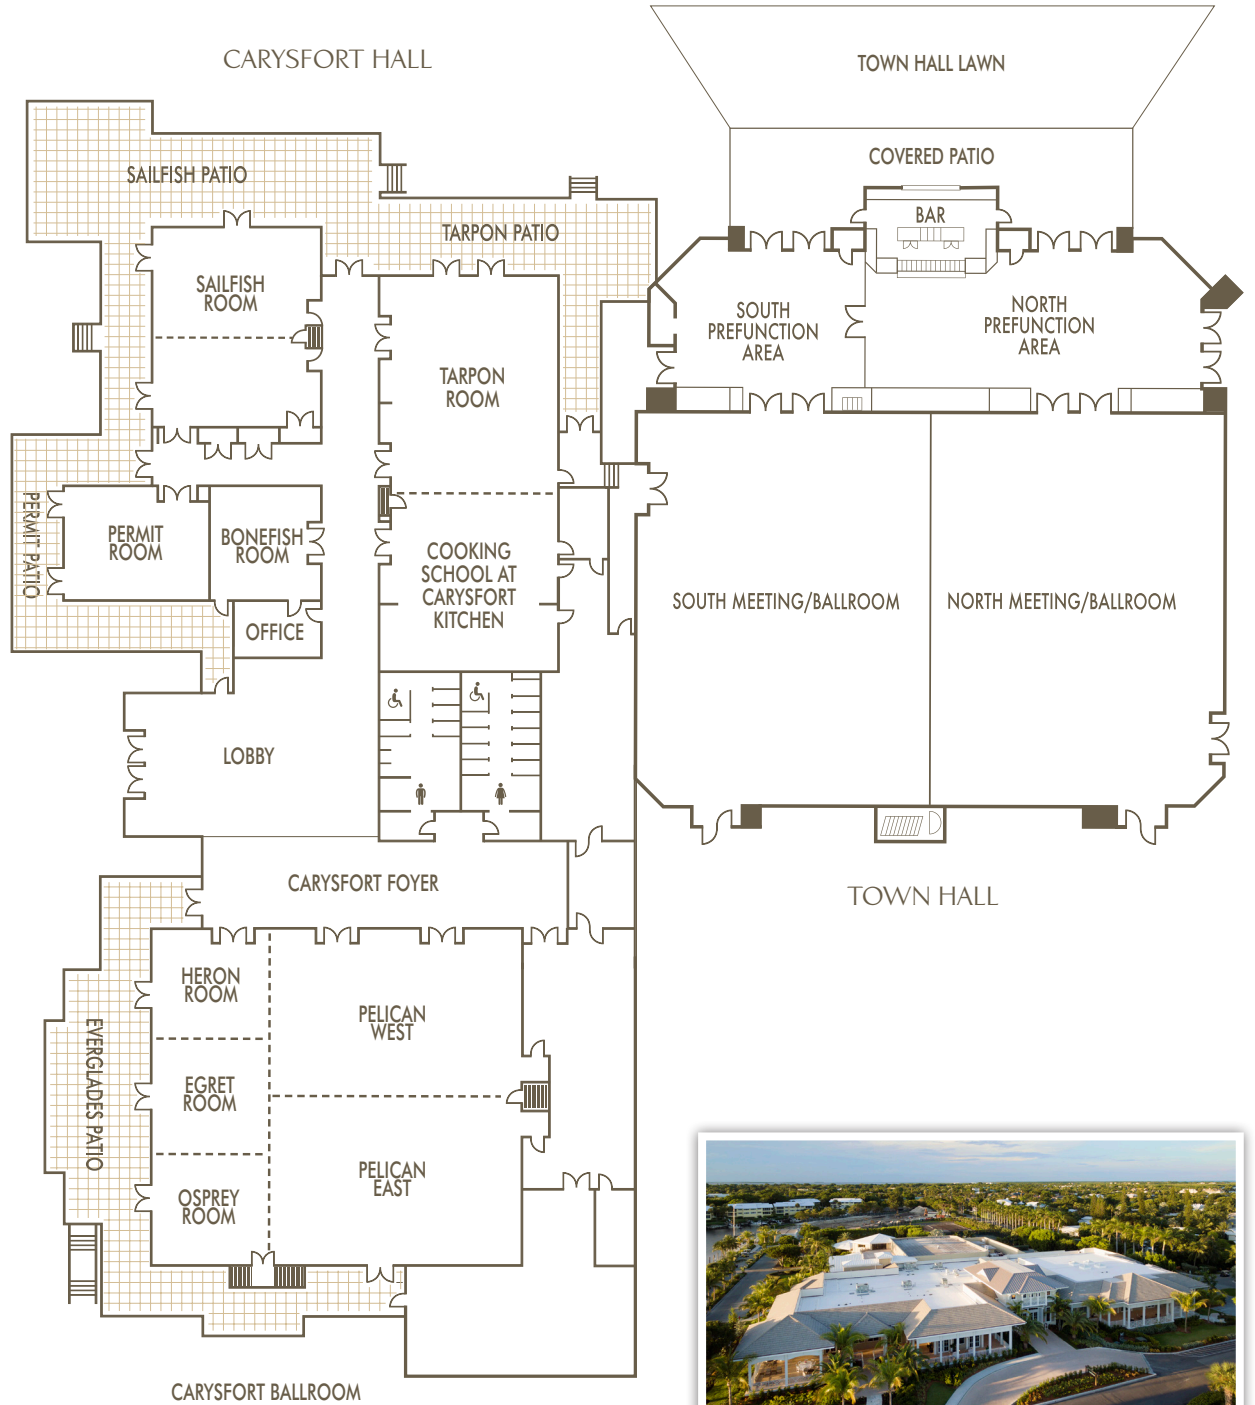 CARYSFORT HALL
TOWN HALL LAWN
COVERED PATIO
SAILFISH PATIO
BAR
TARPON PATIO
SAILFISH
ROOM
SOUTH
PREFUNCTION
AREA
NORTH
PREFUNCTION
AREA
TARPON
ROOM
PERMIT PATIO
PERMIT
ROOM
BONEFISH
ROOM
COOKING
SCHOOL AT
CARYSFORT
KITCHEN
SOUTH MEETING/BALLROOM
NORTH MEETING/BALLROOM
OFFICE
LOBBY
CARYSFORT FOYER
TOWN HALL
HERON
ROOM
PELICAN
WEST
EVERGLADES PATIO
EGRET
ROOM
PELICAN
EAST
OSPREY
ROOM
CARYSFORT BALLROOM